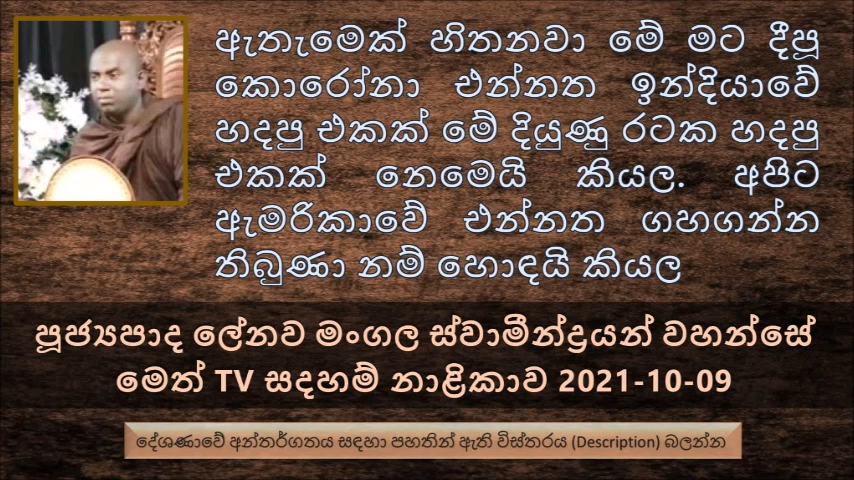 ඇතැමෙක් හිතනවා මේ මට දීපූ
කොරෝනා එන්නත ඉන්දියාවේ
හදපු එකක් මේ දියුණු රටක හදපු
එකක් නෙමෙයි කියල. අපිට
ඇමරිකාවේ එන්නත ගහගන්න
තිබුණා නම් හොඳයි කියල
පූජ්‍යපාද ලේනව මංගල ස්වාමීන්ද්‍රයන් වහන්සේ
මෙත් TV සදහම් නාළිකාව 2021-10-09
දේශණාවේ අන්තර්ගතය සඳහා පහතින් ඇති විස්තරය (Description) බලන්න